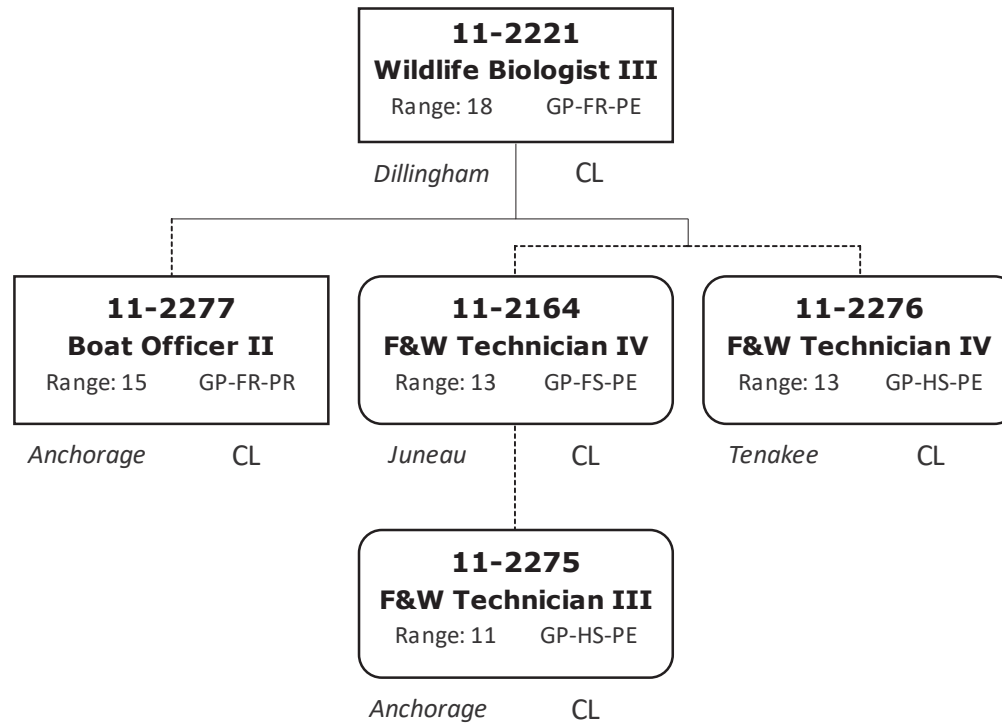 11-2221
Wildlife Biologist III
Range: 18 GP-FR-PE
Dillingham CL
11-2277
Boat Officer II
Range: 15 GP-FR-PR
Anchorage CL
11-2164
F&W Technician IV
Range: 13 GP-FS-PE
Juneau CL
11-2276
F&W Technician IV
Range: 13 GP-HS-PE
Tenakee CL
11-2275
F&W Technician III
Range: 11 GP-HS-PE
Anchorage CL